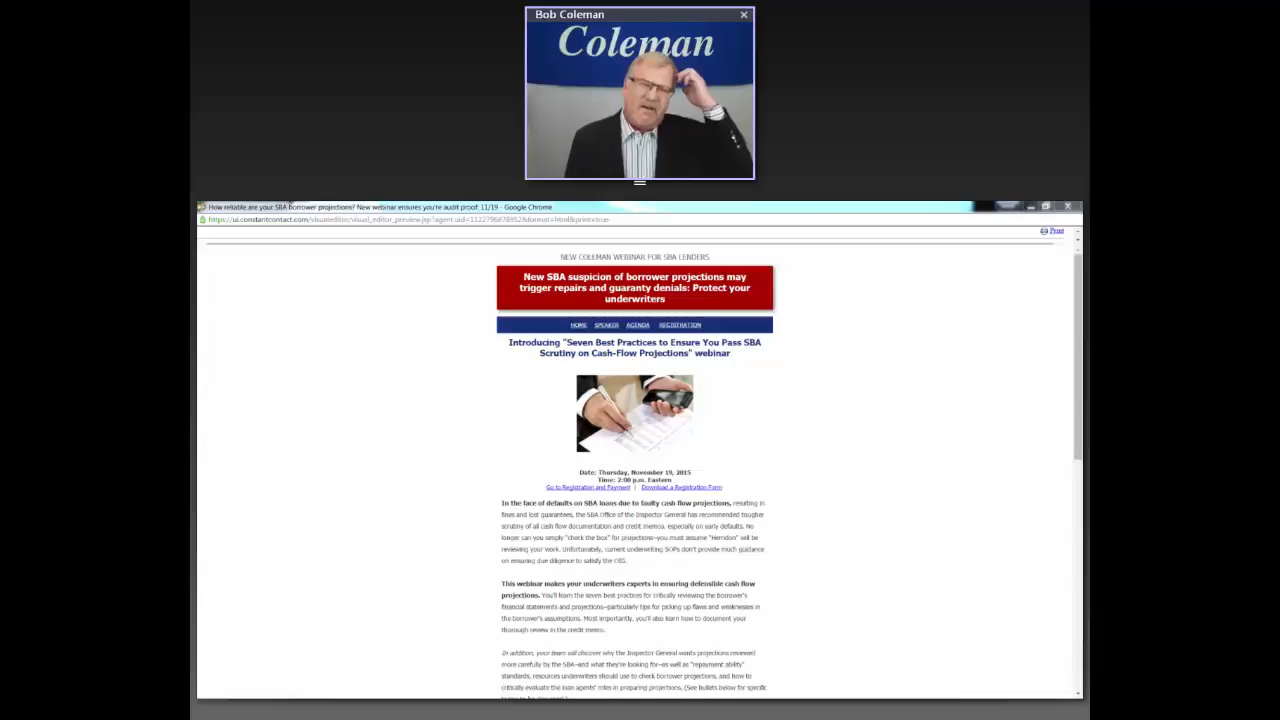 Bob Coleman
Coleman
How reliable are your SBA borrower projections? New webinar ensures you're audit proof: 11/19 - Google Chrome
https://ui.constantcontact.com/visualeditor/visual_editor_preview.jsp?agent.uid=1122796878952&format=html&print=true
Print
NEW COLEMAN WEBINAR FOR SBA LENDERS
New SBA suspicion of borrower projections may
trigger repairs and guaranty denials: Protect your
underwriters
HOME SPEAKER AGENDA REGISTRATION
Introducing "Seven Best Practices to Ensure You Pass SBA
Scrutiny on Cash-Flow Projections" webinar
Date: Thursday, November 19, 2015
Time: 2:00 p.m. Eastern
Go to Registration and Payment | Download a Registration Form
In the face of defaults on SBA loans due to faulty cash flow projections, resulting in
fines and lost guarantees, the SBA Office of the Inspector General has recommended tougher
scrutiny of all cash flow documentation and credit memos, especially on early defaults. No
longer can you simply "check the box" for projections—you must assume "Herndon" will be
reviewing your work. Unfortunately, current underwriting SOPs don't provide much guidance
on ensuring due diligence to satisfy the OIG.
This webinar makes your underwriters experts in ensuring defensible cash flow
projections. You'll learn the seven best practices for critically reviewing the borrower's
financial statements and projections—particularly tips for picking up flaws and weaknesses in
the borrower's assumptions. Most importantly, you'll also learn how to document your
thorough review in the credit memo.
In addition, your team will discover why the Inspector General wants projections reviewed
more carefully by the SBA—and what they're looking for—as well as "repayment ability"
standards, resources underwriters should use to check borrower projections, and how to
critically evaluate the loan agents' roles in preparing projections. (See bullets below for specific